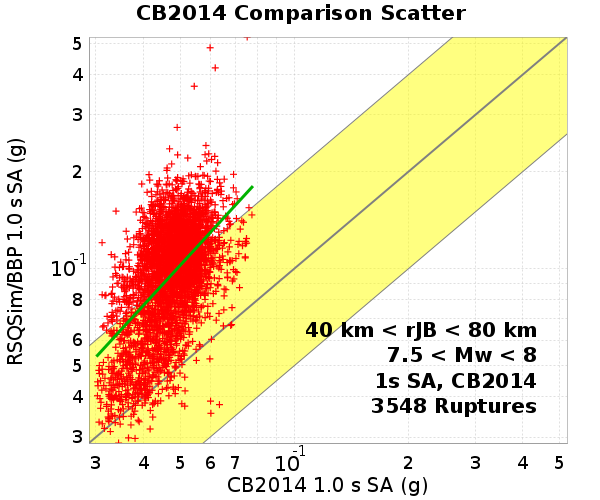 CB2014 Comparison Scatter
RSQSim/BBP 1.0 s SA (g)
5
4
3
2
10-1
8
6
5
4
3
40 km < rJB < 80 km
7.5 < Mw < 8
1s SA, CB2014
3548 Ruptures
3 4 5 6 7 10-1 2 3 4 5
CB2014 1.0 s SA (g)